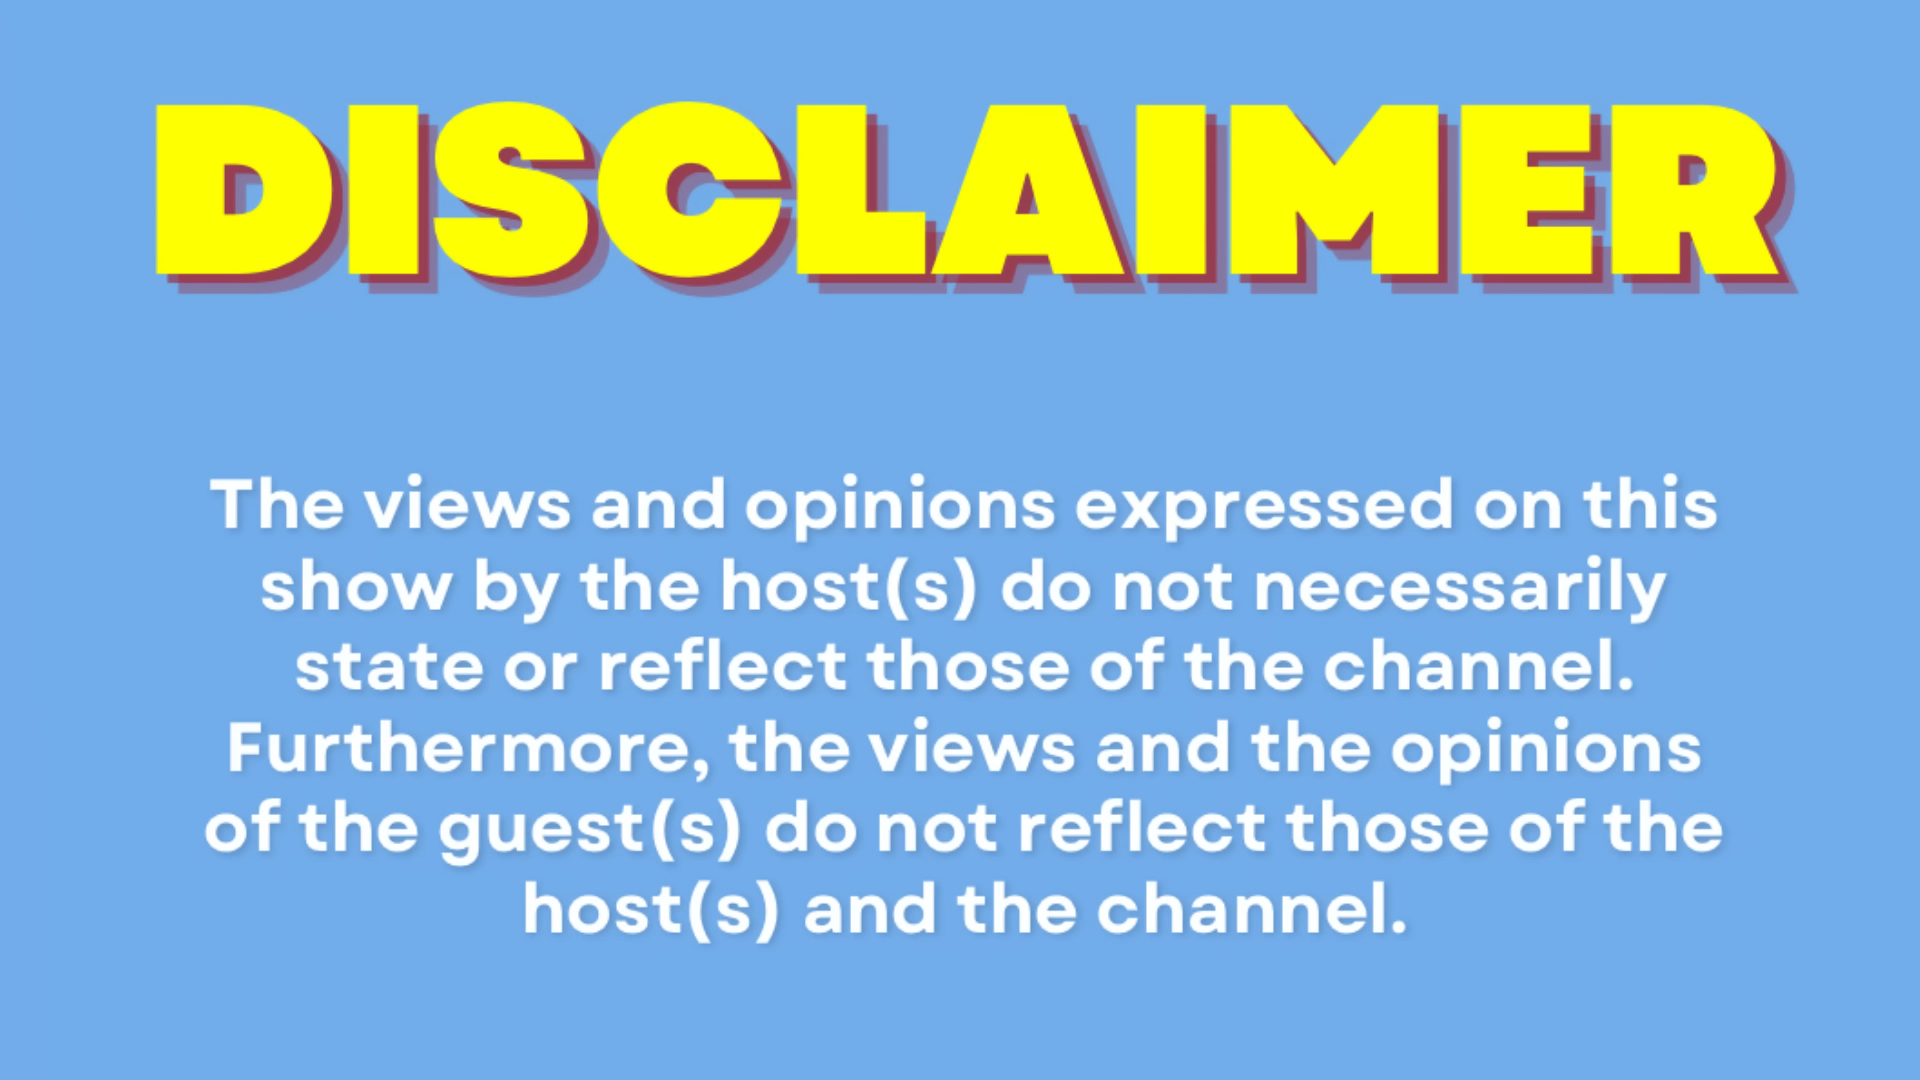 DISCLAIMER
The views and opinions expressed on this
show by the host(s) do not necessarily
state or reflect those of the channel.
Furthermore, the views and the opinions
of the guest(s) do not reflect those of the
host(s) and the channel.